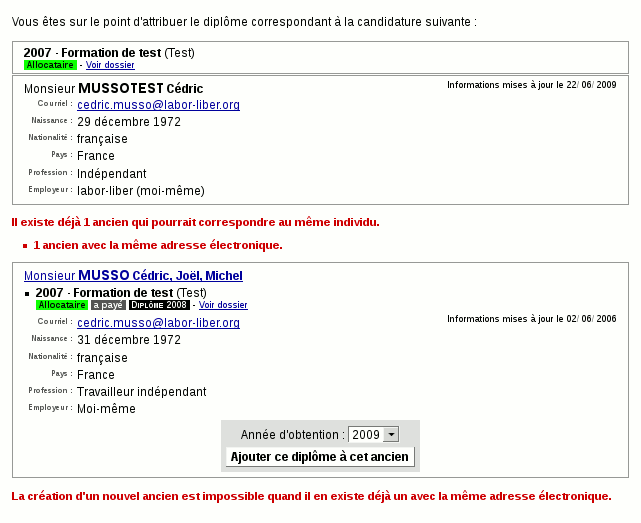 Vous êtes sur le point d'attribuer le diplôme correspondant à la candidature suivante :
2007 - Formation de test (Test)
Allocataire - Voir dossier
Monsieur MUSSOTEST Cédric
Informations mises à jour le 22/ 06/ 2009
Courriel : cedric.musso@labor-liber.org
Naissance : 29 décembre 1972
Nationalité : française
Pays : France
Profession : Indépendant
Employeur : labor-liber (moi-même)
Il existe déjà 1 ancien qui pourrait correspondre au même individu.
1 ancien avec la même adresse électronique.
Monsieur MUSSO Cédric, Joël, Michel
2007 - Formation de test (Test)
Allocataire a payé Diplôme 2008 - Voir dossier
Informations mises à jour le 02/ 06/ 2006
Courriel : cedric.musso@labor-liber.org
Naissance : 31 décembre 1972
Nationalité : française
Pays : France
Profession : Travailleur indépendant
Employeur : Moi-même
Année d'obtention : 2009
Ajouter ce diplôme à cet ancien
La création d'un nouvel ancien est impossible quand il en existe déjà un avec la même adresse électronique.